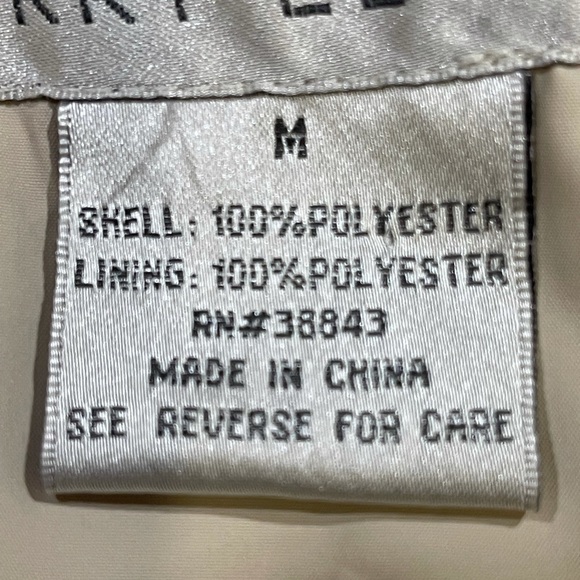 M
SHELL: 100%POLYESTER
LINING: 100%POLYESTER
RN#38843
MADE IN CHINA
SEE REVERSE FOR CARE